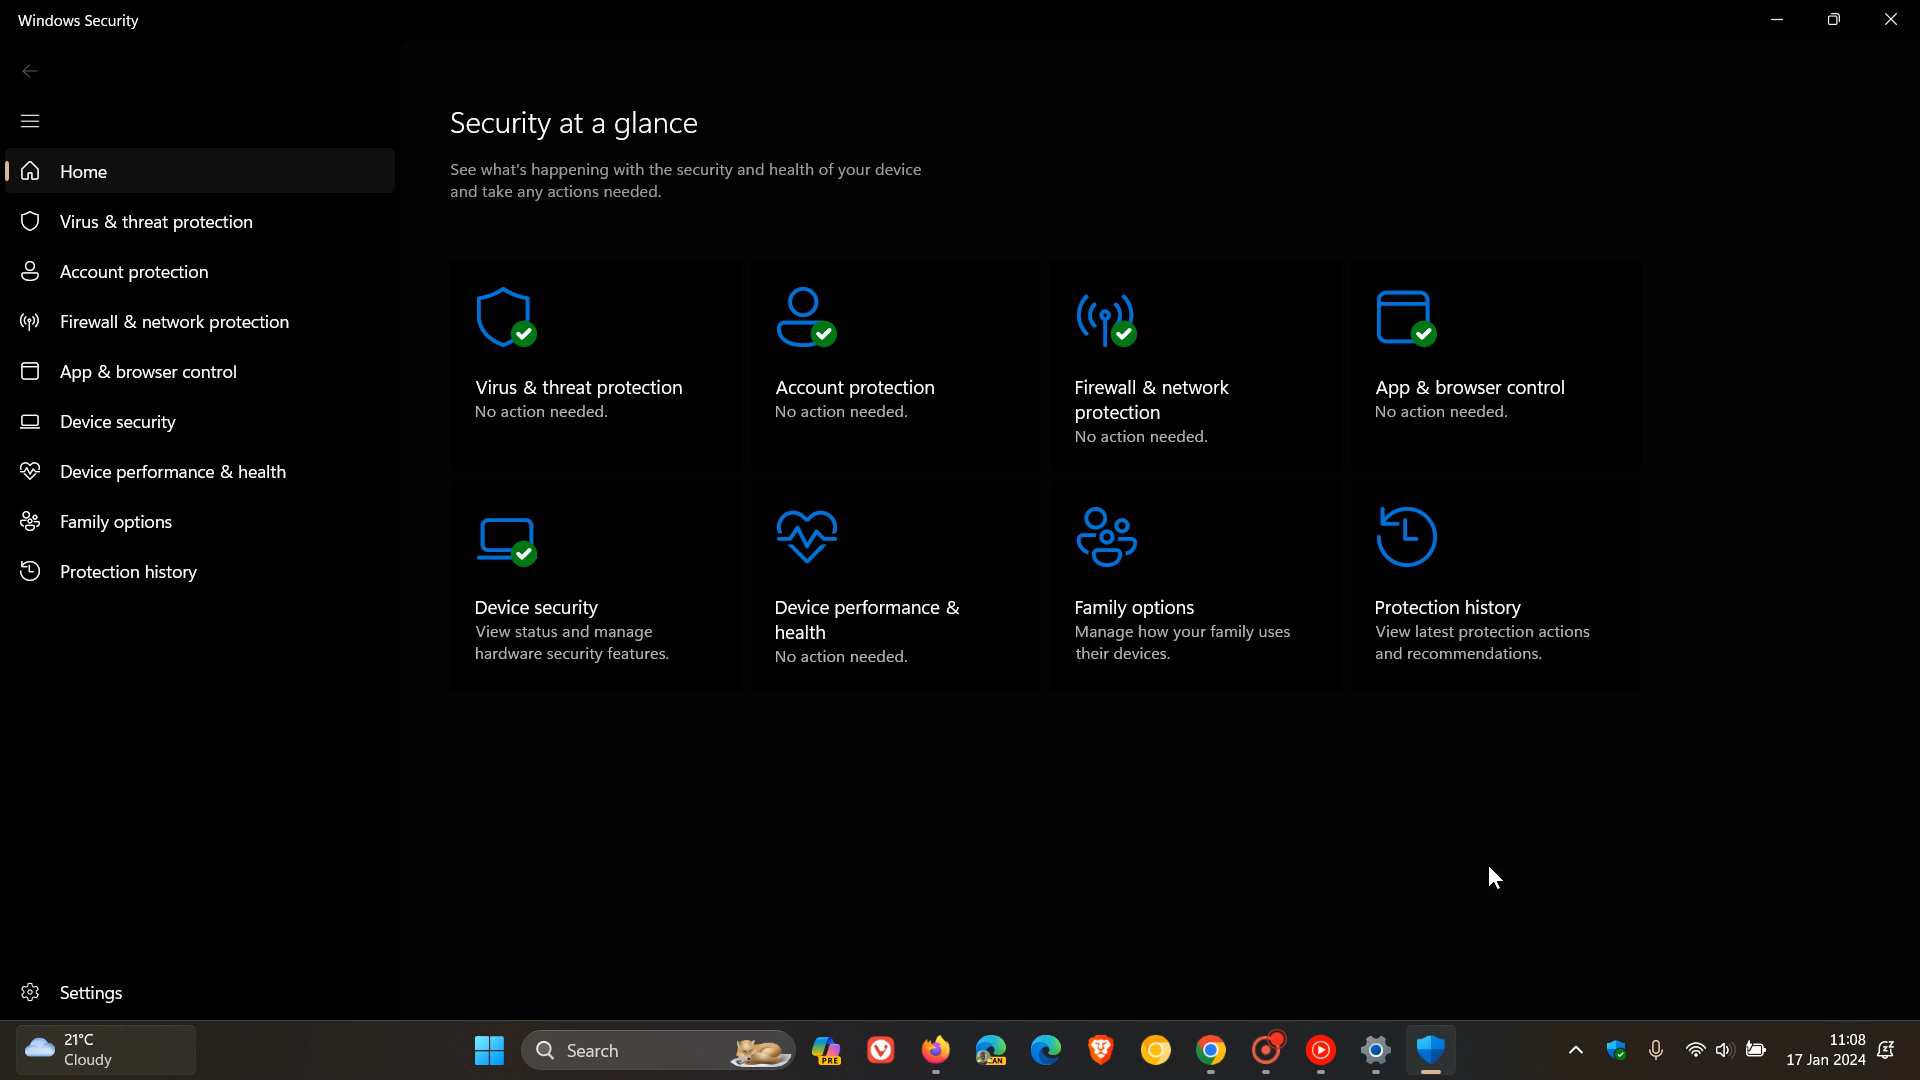 Windows Security
Home
Virus & threat protection
Account protection
Firewall & network protection
App & browser control
Device security
Device performance & health
Family options
Protection history
Settings
Security at a glance
See what's happening with the security and health of your device
and take any actions needed.
Virus & threat protection
No action needed.
Account protection
No action needed.
Firewall & network
protection
No action needed.
App & browser control
No action needed.
Device security
View status and manage
hardware security features.
Device performance &
health
No action needed.
Family options
Manage how your family uses
their devices.
Protection history
View latest protection actions
and recommendations.
21°C
Cloudy
Search
PRE
CAN
11:08
17 Jan 2024